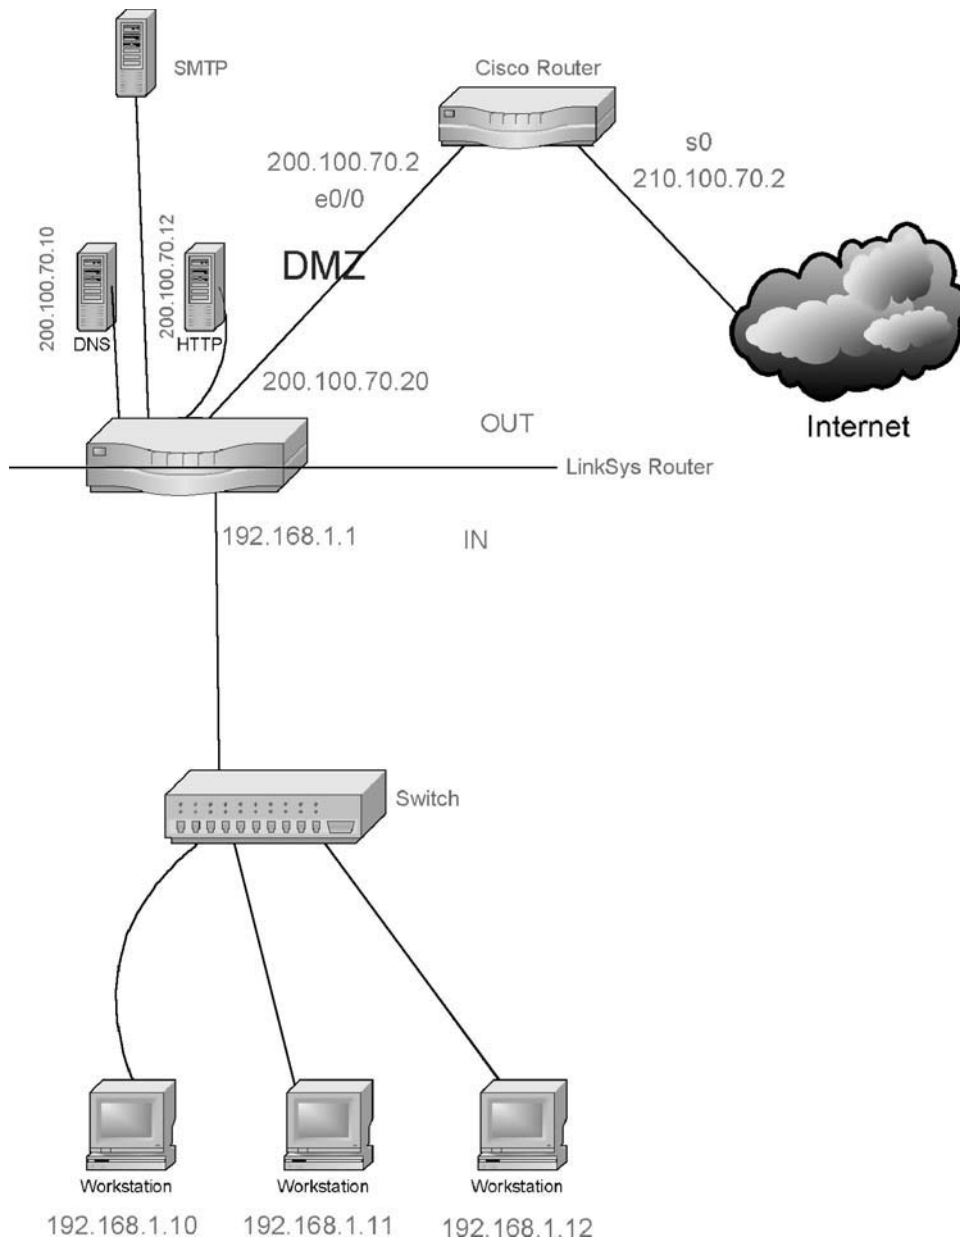 SMTP
Cisco Router
200.100.70.2
e0/0
s0
210.100.70.2
200.100.70.10
200.100.70.12
DMZ
DNS
HTTP
200.100.70.20
OUT
Internet
LinkSys Router
192.168.1.1
IN
Switch
Workstation
Workstation
Workstation
192.168.1.10
192.168.1.11
192.168.1.12